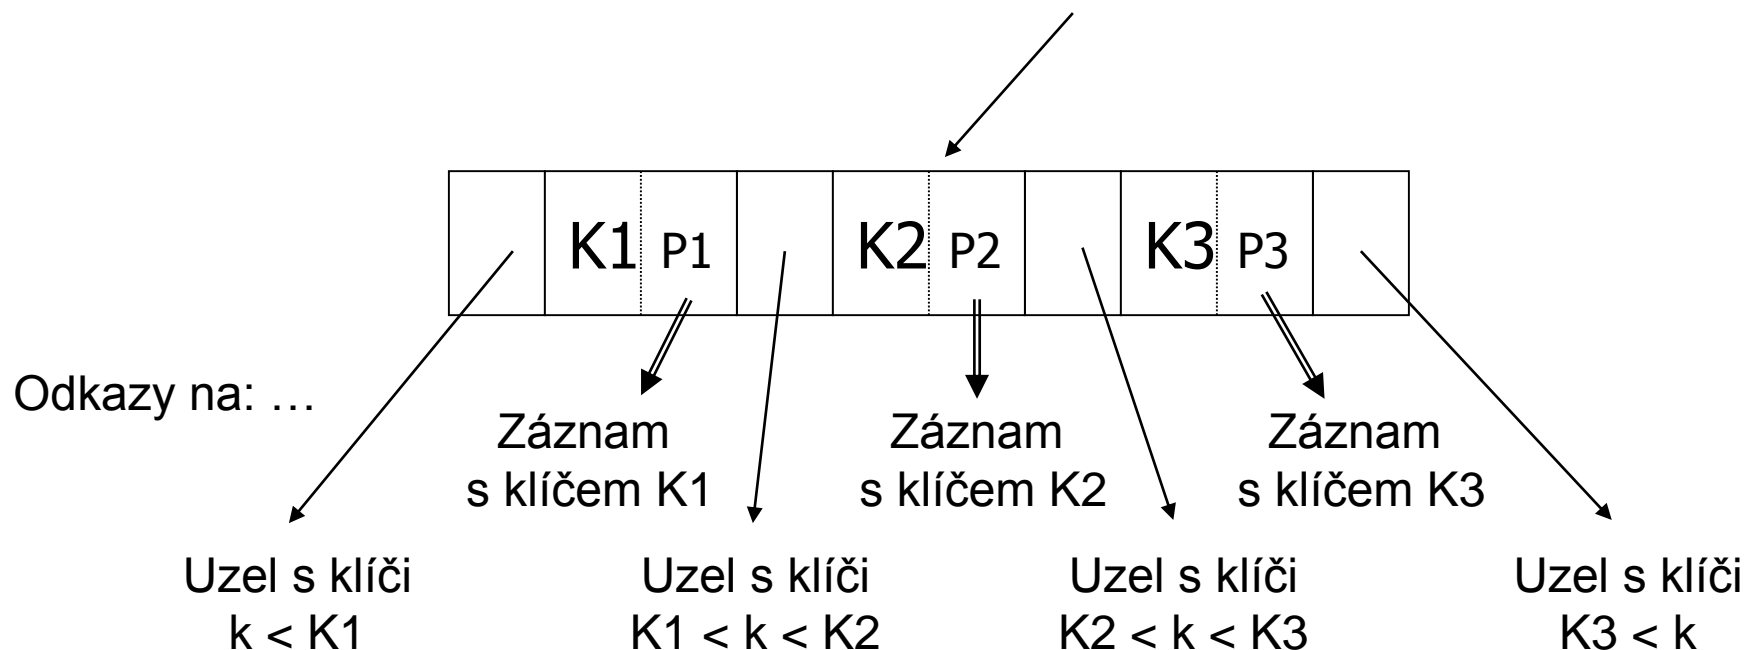 K1 P1 K2 P2 K3 P3
Odkazy na: …
Záznam
s klíčem K1
Záznam
s klíčem K2
Záznam
s klíčem K3
Uzel s klíči
k < K1
Uzel s klíči
K1 < k < K2
Uzel s klíči
K2 < k < K3
Uzel s klíči
K3 < k